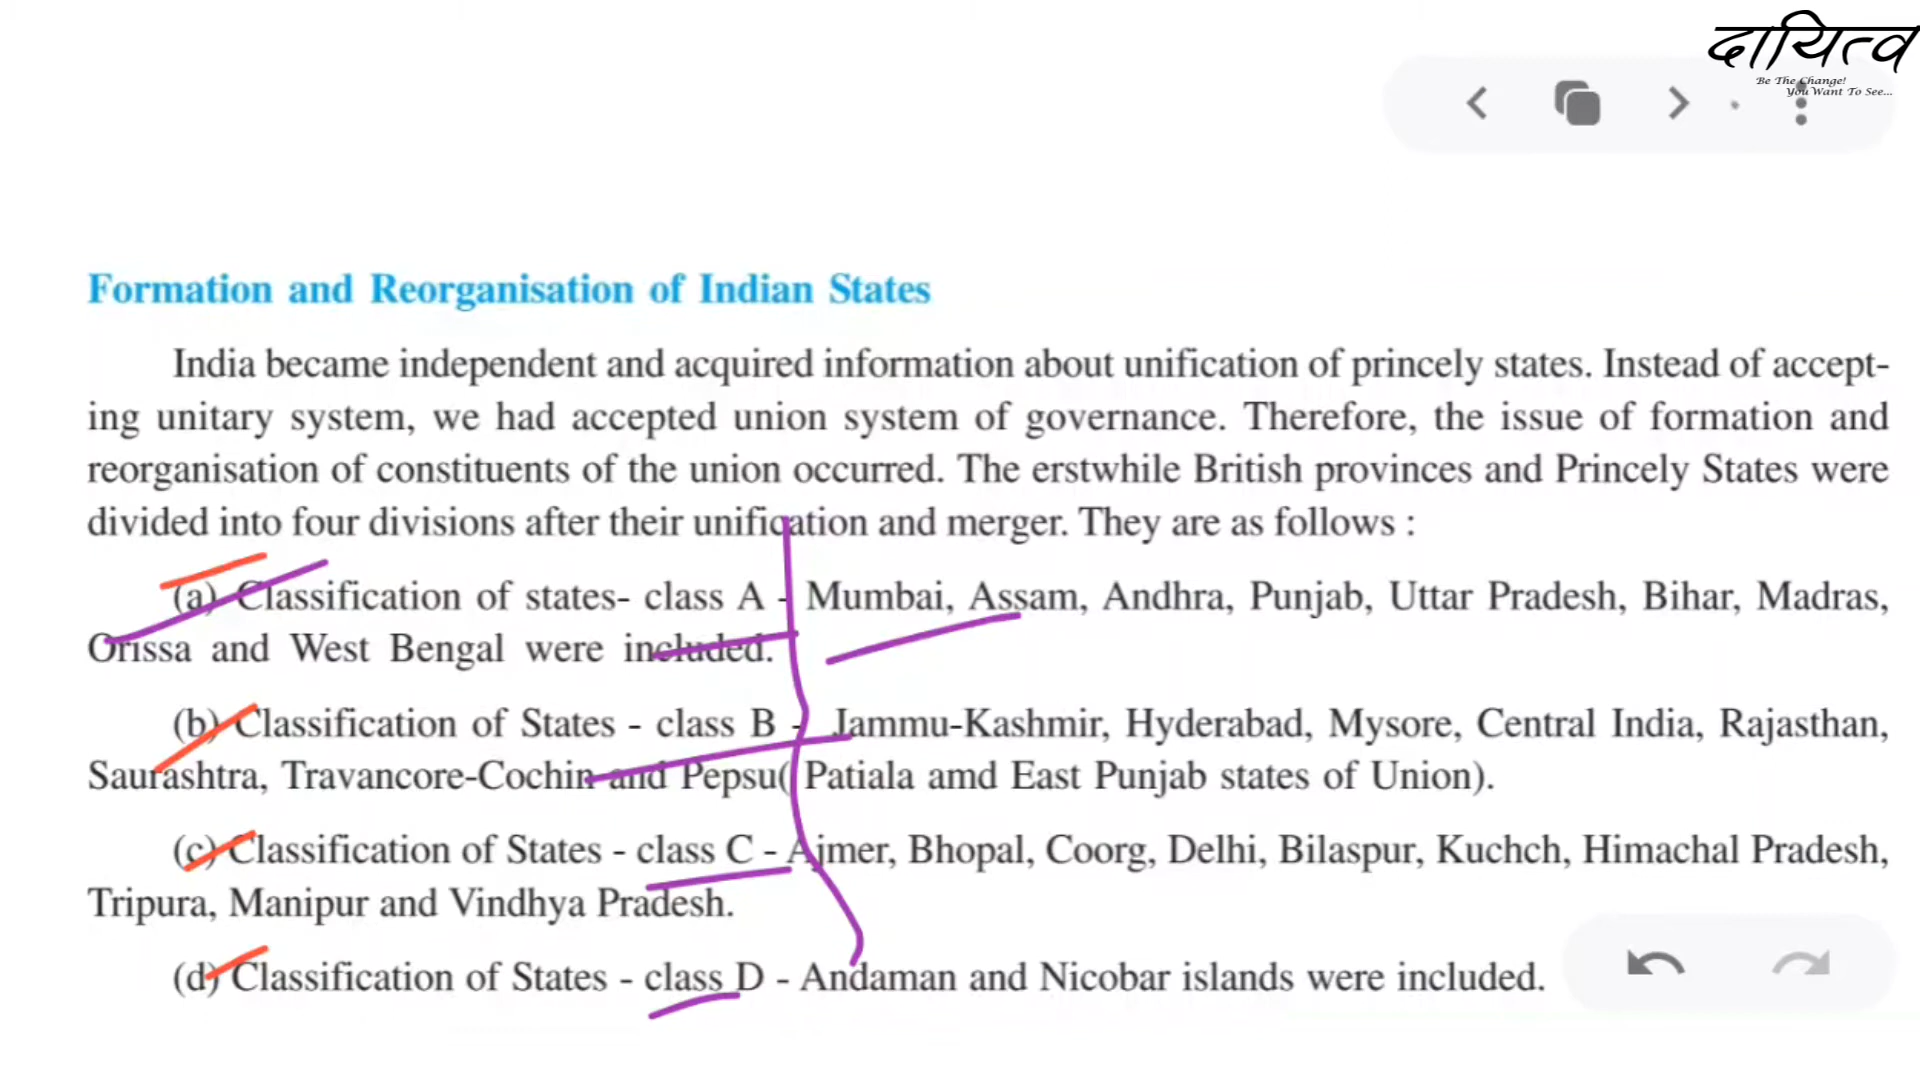 दायित्व
Be The Change!
You Want To See...
Formation and Reorganisation of Indian States
India became independent and acquired information about unification of princely states. Instead of accept-
ing unitary system, we had accepted union system of governance. Therefore, the issue of formation and
reorganisation of constituents of the union occurred. The erstwhile British provinces and Princely States were
divided into four divisions after their unification and merger. They are as follows :
(a) Classification of states- class A - Mumbai, Assam, Andhra, Punjab, Uttar Pradesh, Bihar, Madras,
Orissa and West Bengal were included.
(b) Classification of States - class B - Jammu-Kashmir, Hyderabad, Mysore, Central India, Rajasthan,
Saurashtra, Travancore-Cochin and Pepsu( Patiala amd East Punjab states of Union).
(c) Classification of States - class C - Ajmer, Bhopal, Coorg, Delhi, Bilaspur, Kuchch, Himachal Pradesh,
Tripura, Manipur and Vindhya Pradesh.
(d) Classification of States - class D - Andaman and Nicobar islands were included.